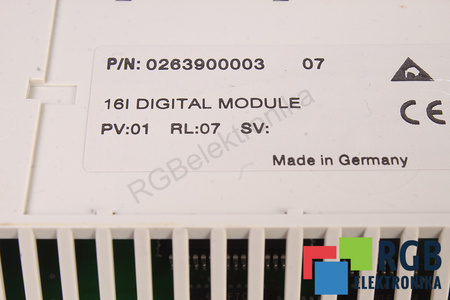 P/N: 0263900003 07
16I DIGITAL MODULE
PV:01 RL:07 SV:
CE
Made in Germany
RGBelektronika
RGB
ELEKTRONIKA